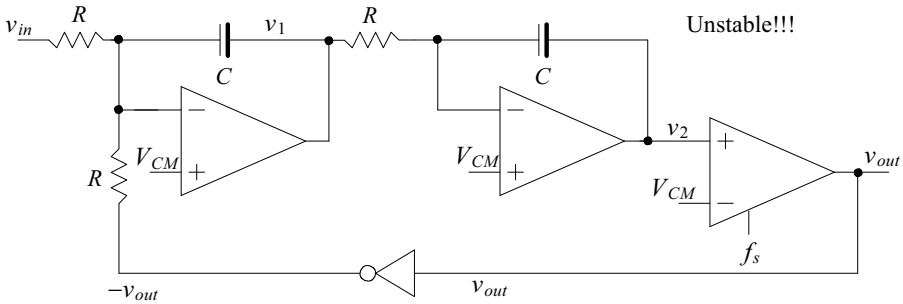 v_in
R
C
v_1
R
C
Unstable!!!
R
−
V_CM
+
−
V_CM
+
v_2
+
V_CM
−
v_out
f_s
−v_out
v_out